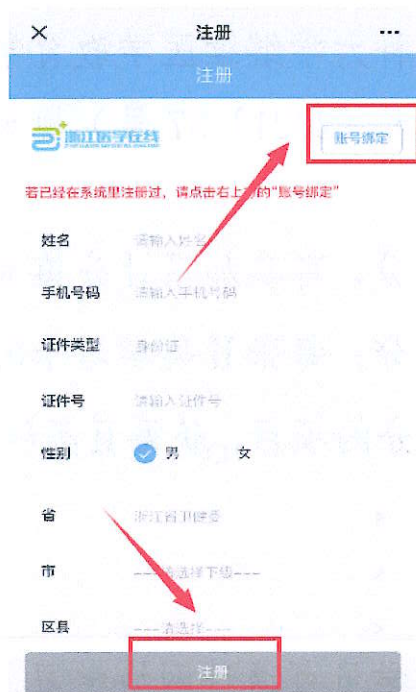 注册
注册
浙江医学在线
账号绑定
若已经在系统里注册过，请点击右上方的“账号绑定”
姓名 请输入姓名
手机号码 请输入手机号码
证件类型 身份证
证件号 请输入证件号
性别 男 女
省 浙江省卫健委
市 ---请选择下级---
区县 ---请选择---
注册